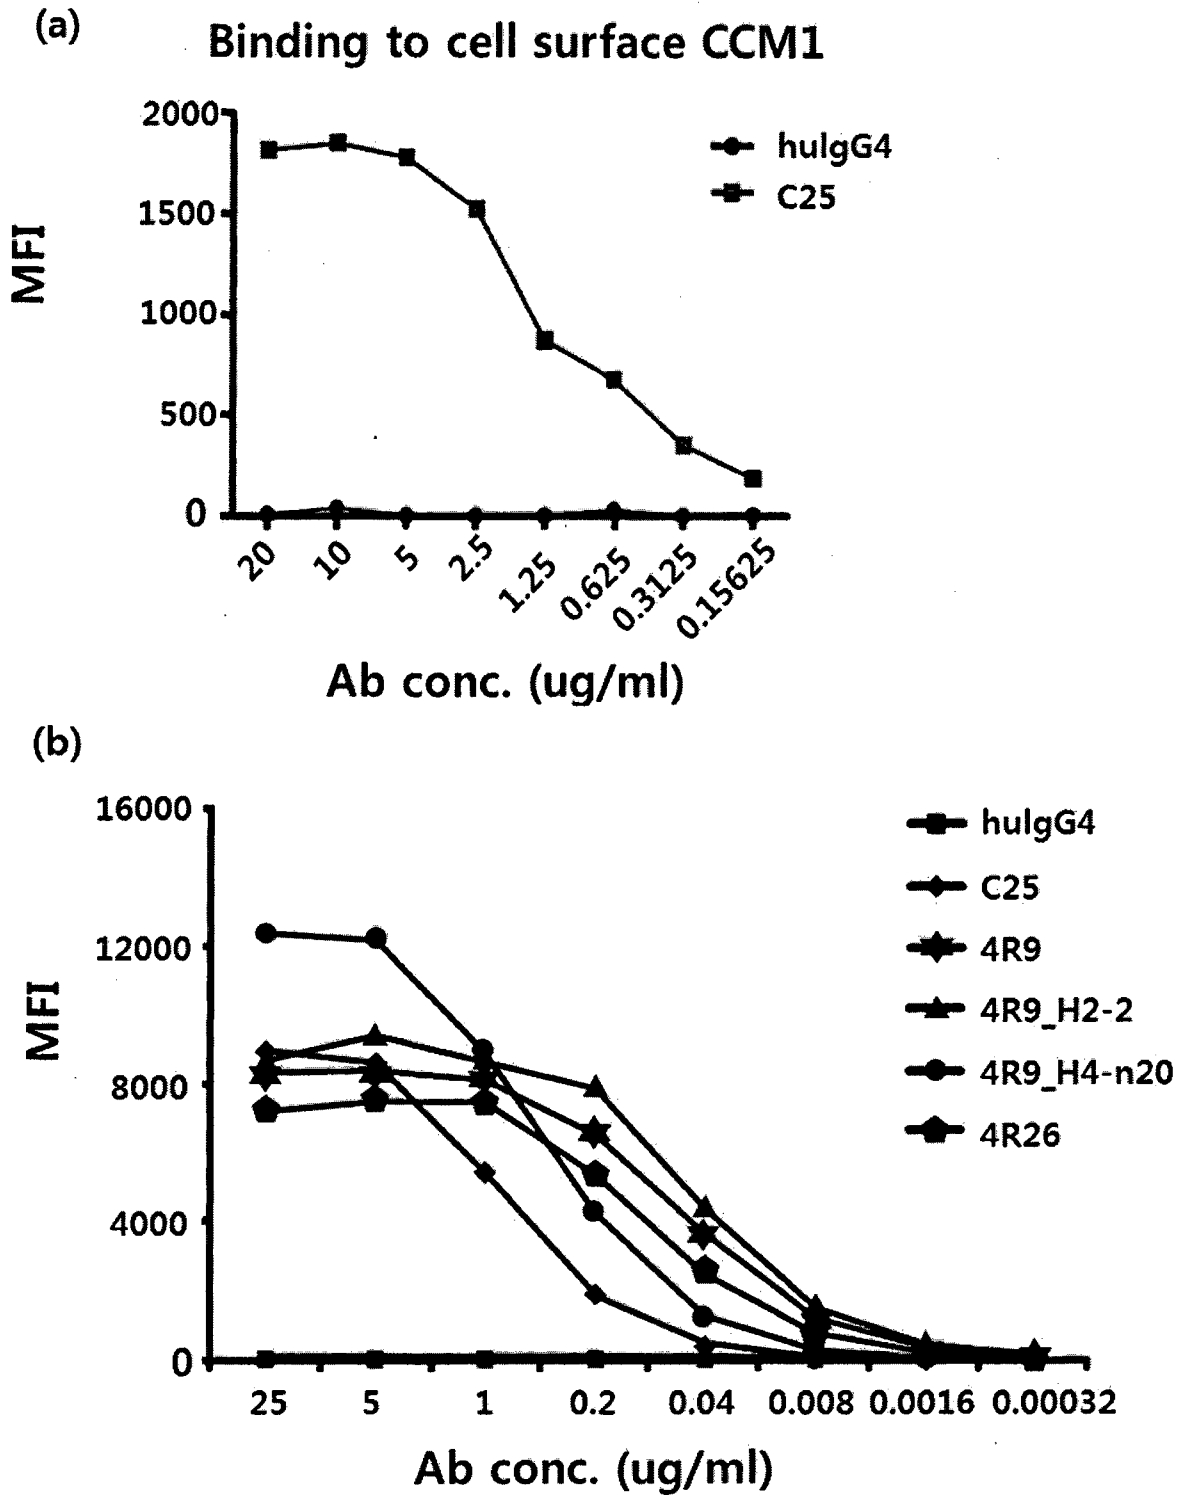 (a)
Binding to cell surface CCM1
2000
1500
1000
500
0
MFI
huIgG4
C25
20
10
5
2.5
1.25
0.625
0.3125
0.15625
Ab conc. (ug/ml)
(b)
16000
12000
8000
4000
0
MFI
huIgG4
C25
4R9
4R9_H2-2
4R9_H4-n20
4R26
25 5 1 0.2 0.04 0.008 0.0016 0.00032
Ab conc. (ug/ml)